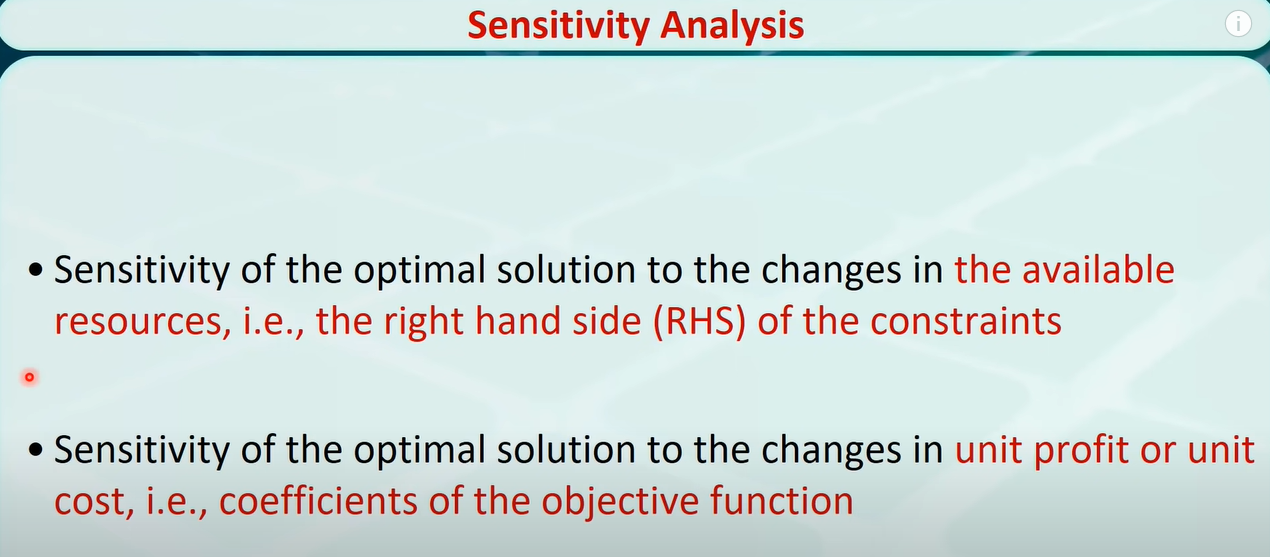 Sensitivity Analysis
• Sensitivity of the optimal solution to the changes in the available
resources, i.e., the right hand side (RHS) of the constraints
• Sensitivity of the optimal solution to the changes in unit profit or unit
cost, i.e., coefficients of the objective function